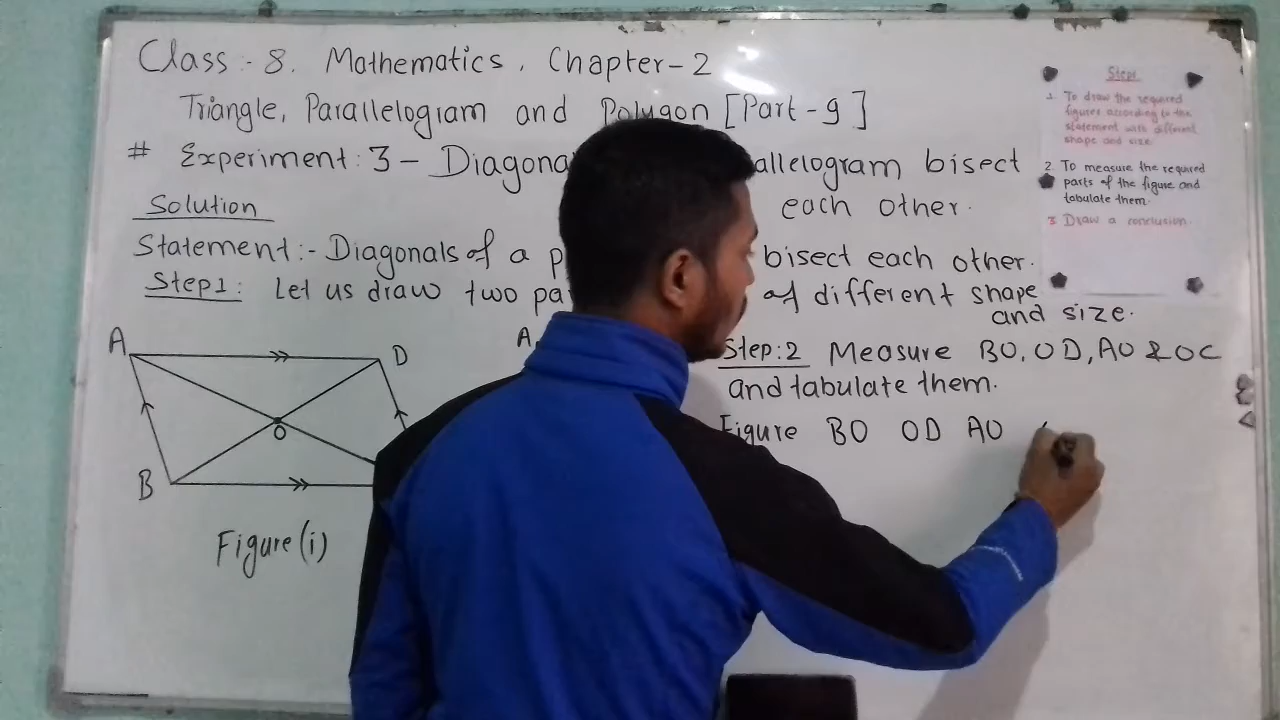 Class :- 8. Mathematics, Chapter-2
Triangle, Parallelogram and Polygon [Part-9]
# Experiment: 3 - Diagona allelogram bisect
each other.
Solution
Statement:- Diagonals of a p bisect each other.
Step1: Let us draw two pa of different shape
and size.
A
D
O
B
Figure (i)
A
Step:2 Measure BO, OD, AO & OC
and tabulate them.
Figure BO OD AO
Step
1. To draw the required
figures according to the
statement with different
shape and size.
2. To measure the required
parts of the figure and
tabulate them.
3. Draw a conclusion.